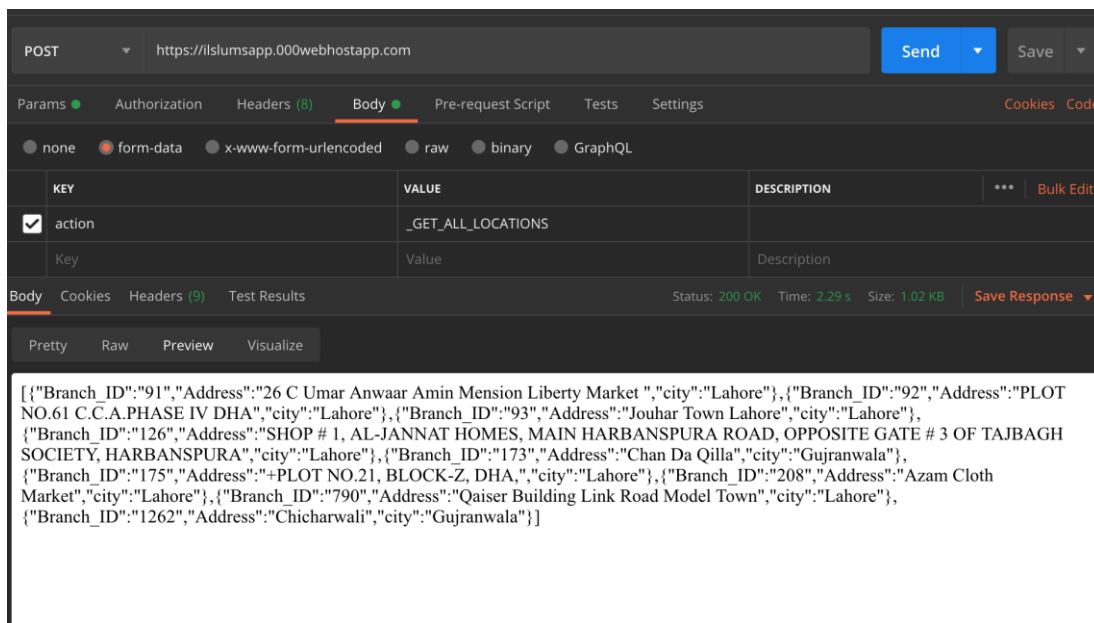 POST https://ilslumsapp.000webhostapp.com Send Save
Params Authorization Headers (8) Body Pre-request Script Tests Settings Cookies Code
none form-data x-www-form-urlencoded raw binary GraphQL
KEY VALUE DESCRIPTION ••• Bulk Edit
action _GET_ALL_LOCATIONS
Key Value Description
Body Cookies Headers (9) Test Results Status: 200 OK Time: 2.29 s Size: 1.02 KB Save Response
Pretty Raw Preview Visualize
[{"Branch_ID":"91","Address":"26 C Umar Anwaar Amin Mension Liberty Market ","city":"Lahore"},{"Branch_ID":"92","Address":"PLOT
NO.61 C.C.A.PHASE IV DHA","city":"Lahore"},{"Branch_ID":"93","Address":"Jouhar Town Lahore","city":"Lahore"},
{"Branch_ID":"126","Address":"SHOP # 1, AL-JANNAT HOMES, MAIN HARBANSPURA ROAD, OPPOSITE GATE # 3 OF TAJBAGH
SOCIETY, HARBANSPURA","city":"Lahore"},{"Branch_ID":"173","Address":"Chan Da Qilla","city":"Gujranwala"},
{"Branch_ID":"175","Address":"+PLOT NO.21, BLOCK-Z, DHA,","city":"Lahore"},{"Branch_ID":"208","Address":"Azam Cloth
Market","city":"Lahore"},{"Branch_ID":"790","Address":"Qaiser Building Link Road Model Town","city":"Lahore"},
{"Branch_ID":"1262","Address":"Chicharwali","city":"Gujranwala"}]